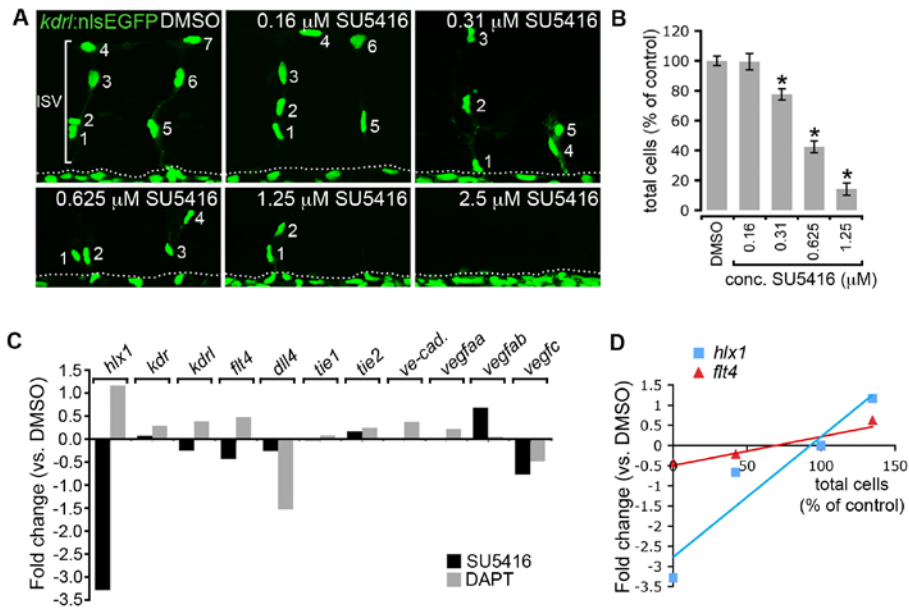 A
kdrl:nlsEGFP DMSO
0.16 μM SU5416
0.31 μM SU5416
ISV
4
7
3
6
2
1
5
4
6
3
2
1
5
3
2
1
5
4
0.625 μM SU5416
1.25 μM SU5416
2.5 μM SU5416
1
2
3
4
2
1
B
total cells (% of control)
120
100
80
60
40
20
0
*
*
*
DMSO
0.16
0.31
0.625
1.25
conc. SU5416 (μM)
C
hlx1
kdr
kdrl
flt4
dll4
tie1
tie2
ve-cad.
vegfaa
vegfab
vegfc
Fold change (vs. DMSO)
1.5
1.0
0.5
0.0
-0.5
-1.0
-1.5
-2.0
-2.5
-3.0
-3.5
SU5416
DAPT
D
hlx1
flt4
Fold change (vs. DMSO)
1.5
1
0.5
0
-0.5
-1
-1.5
-2
-2.5
-3
-3.5
50
100
150
total cells
(% of control)